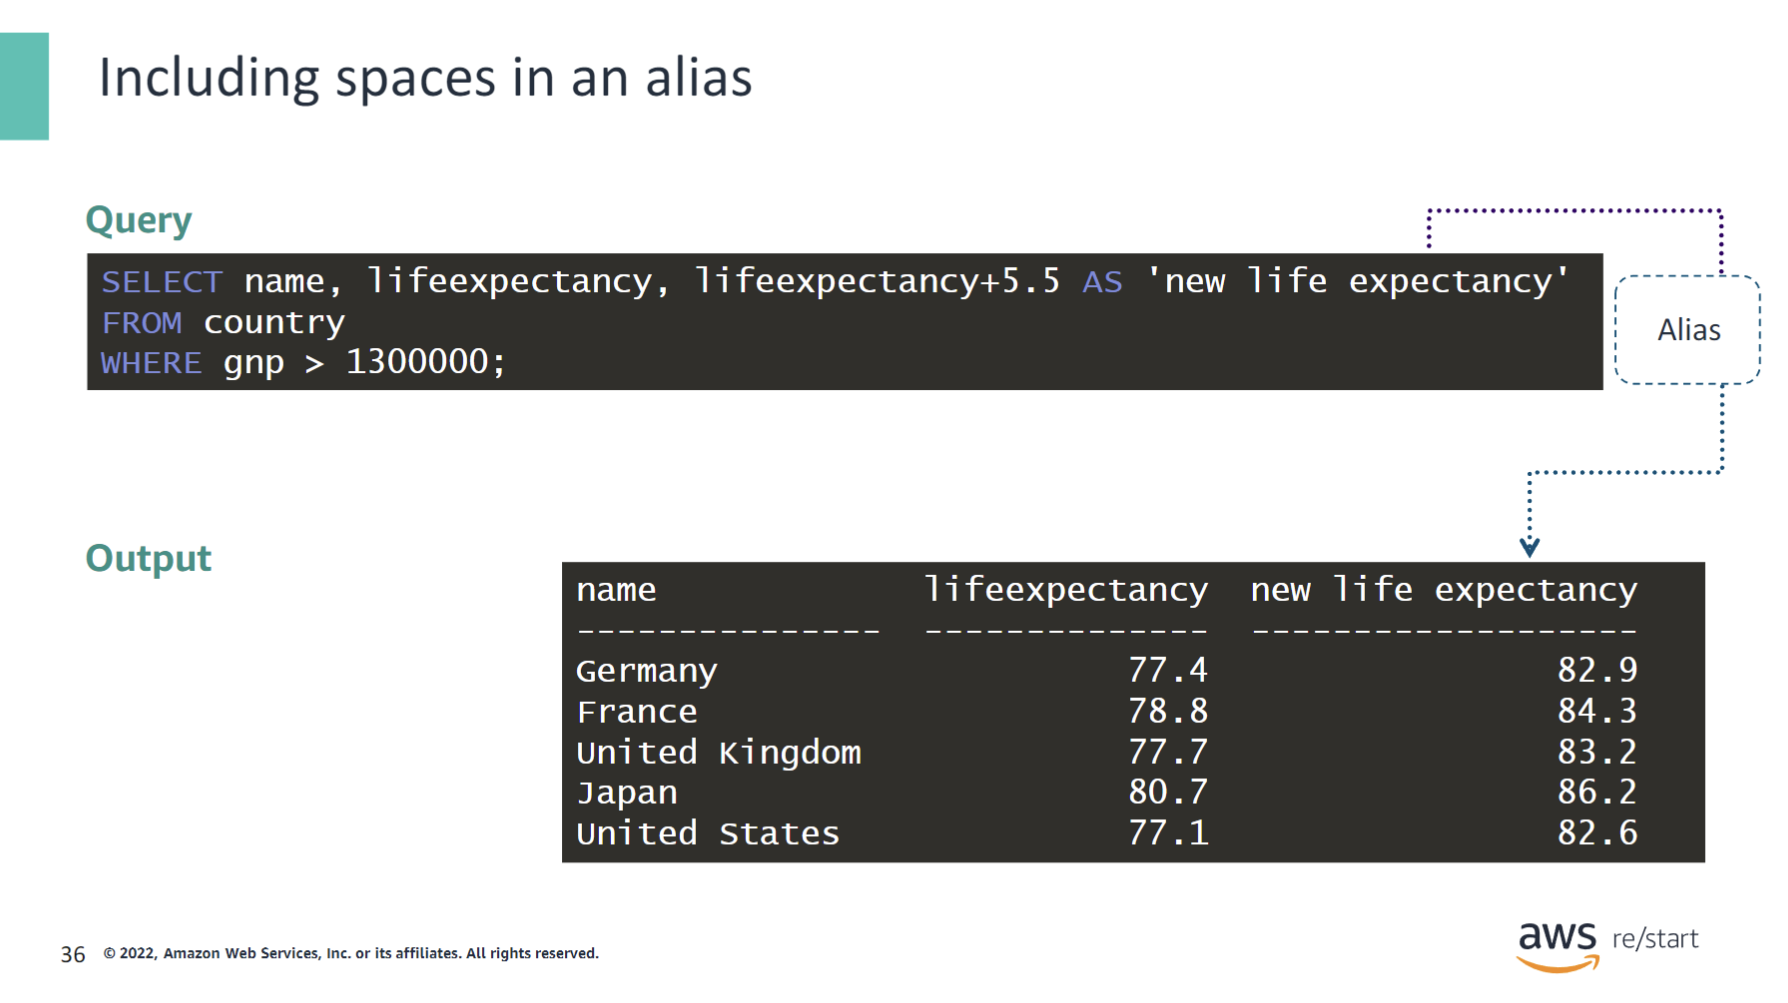 Including spaces in an alias
Query
SELECT name, lifeexpectancy, lifeexpectancy+5.5 AS 'new life expectancy'
FROM country
WHERE gnp > 1300000;
Alias
Output
name lifeexpectancy new life expectancy
--------------- -------------- -------------------
Germany 77.4 82.9
France 78.8 84.3
United Kingdom 77.7 83.2
Japan 80.7 86.2
United States 77.1 82.6
36 © 2022, Amazon Web Services, Inc. or its affiliates. All rights reserved.
aws re/start